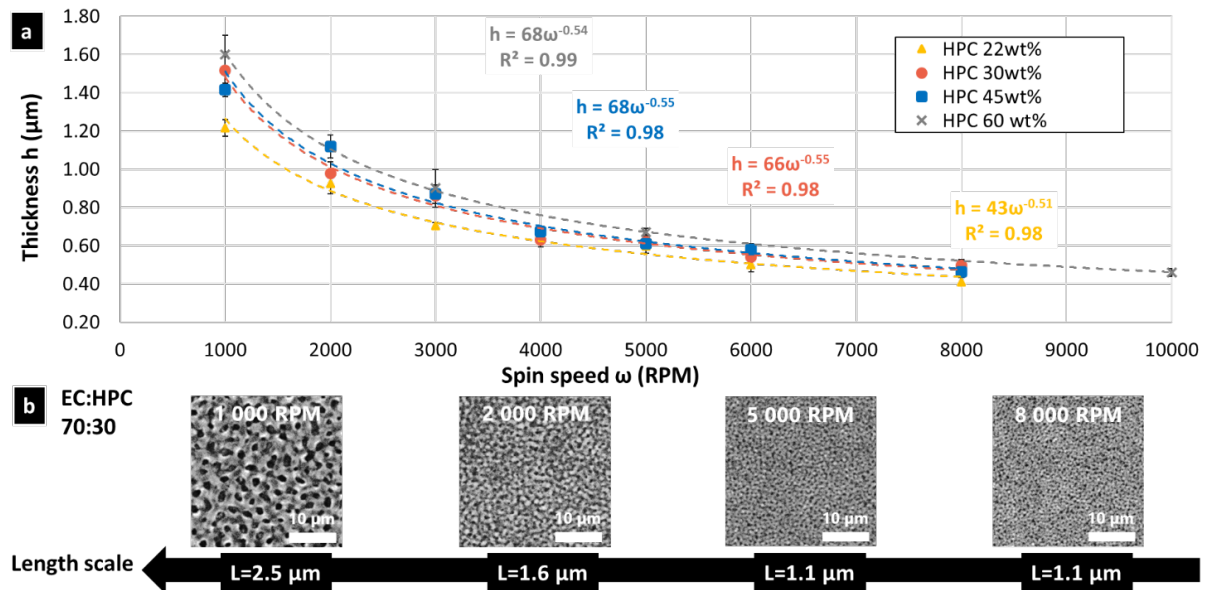 a
Thickness h (μm)
1.80
1.60
1.40
1.20
1.00
0.80
0.60
0.40
0.20
h = 68ω^-0.54
R² = 0.99
h = 68ω^-0.55
R² = 0.98
h = 66ω^-0.55
R² = 0.98
h = 43ω^-0.51
R² = 0.98
HPC 22wt%
HPC 30wt%
HPC 45wt%
HPC 60 wt%
0 1000 2000 3000 4000 5000 6000 7000 8000 9000 10000
Spin speed ω (RPM)
b
EC:HPC
70:30
1 000 RPM
10 μm
2 000 RPM
10 μm
5 000 RPM
10 μm
8 000 RPM
10 μm
Length scale
L=2.5 μm
L=1.6 μm
L=1.1 μm
L=1.1 μm